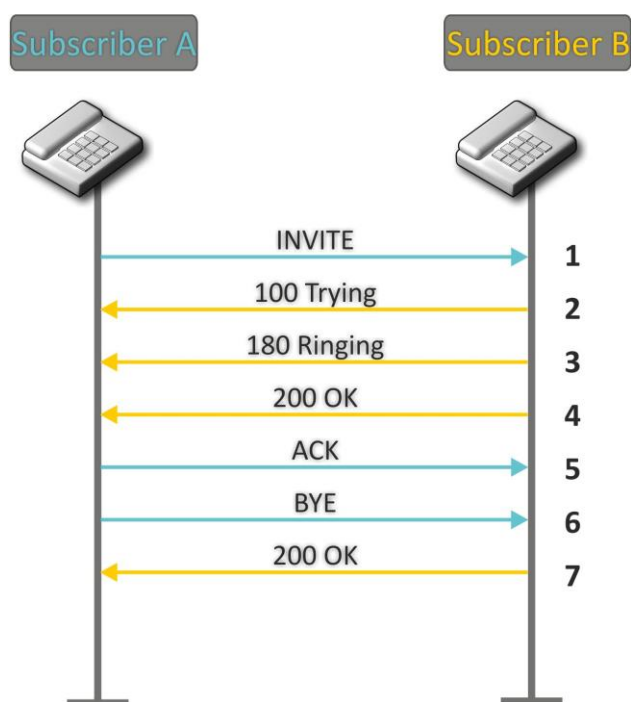 Subscriber A
Subscriber B
INVITE
1
100 Trying
2
180 Ringing
3
200 OK
4
ACK
5
BYE
6
200 OK
7